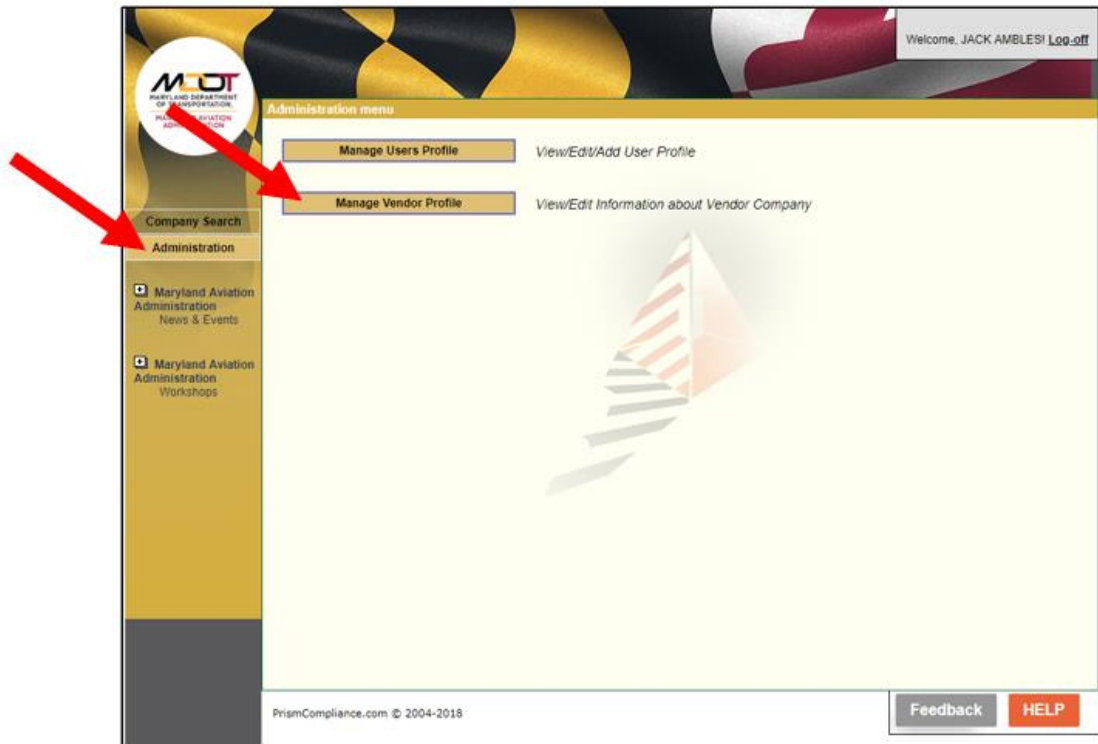 Welcome, JACK AMBLES! Log-off
MDOT
MARYLAND DEPARTMENT
OF TRANSPORTATION
Administration menu
Manage Users Profile
View/Edit/Add User Profile
Manage Vendor Profile
View/Edit Information about Vendor Company
Company Search
Administration
Maryland Aviation
Administration
News & Events
Maryland Aviation
Administration
Workshops
PrismCompliance.com © 2004-2018
Feedback
HELP